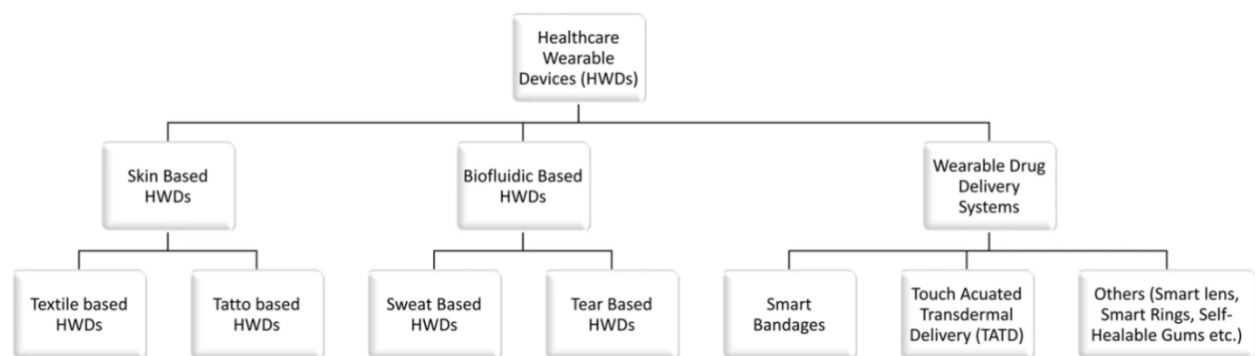 Healthcare
Wearable
Devices (HWDs)
Skin Based
HWDs
Biofluidic Based
HWDs
Wearable Drug
Delivery
Systems
Textile based
HWDs
Tatto based
HWDs
Sweat Based
HWDs
Tear Based
HWDs
Smart
Bandages
Touch Acuated
Transdermal
Delivery (TATD)
Others (Smart lens,
Smart Rings, Self-
Healable Gums etc.)